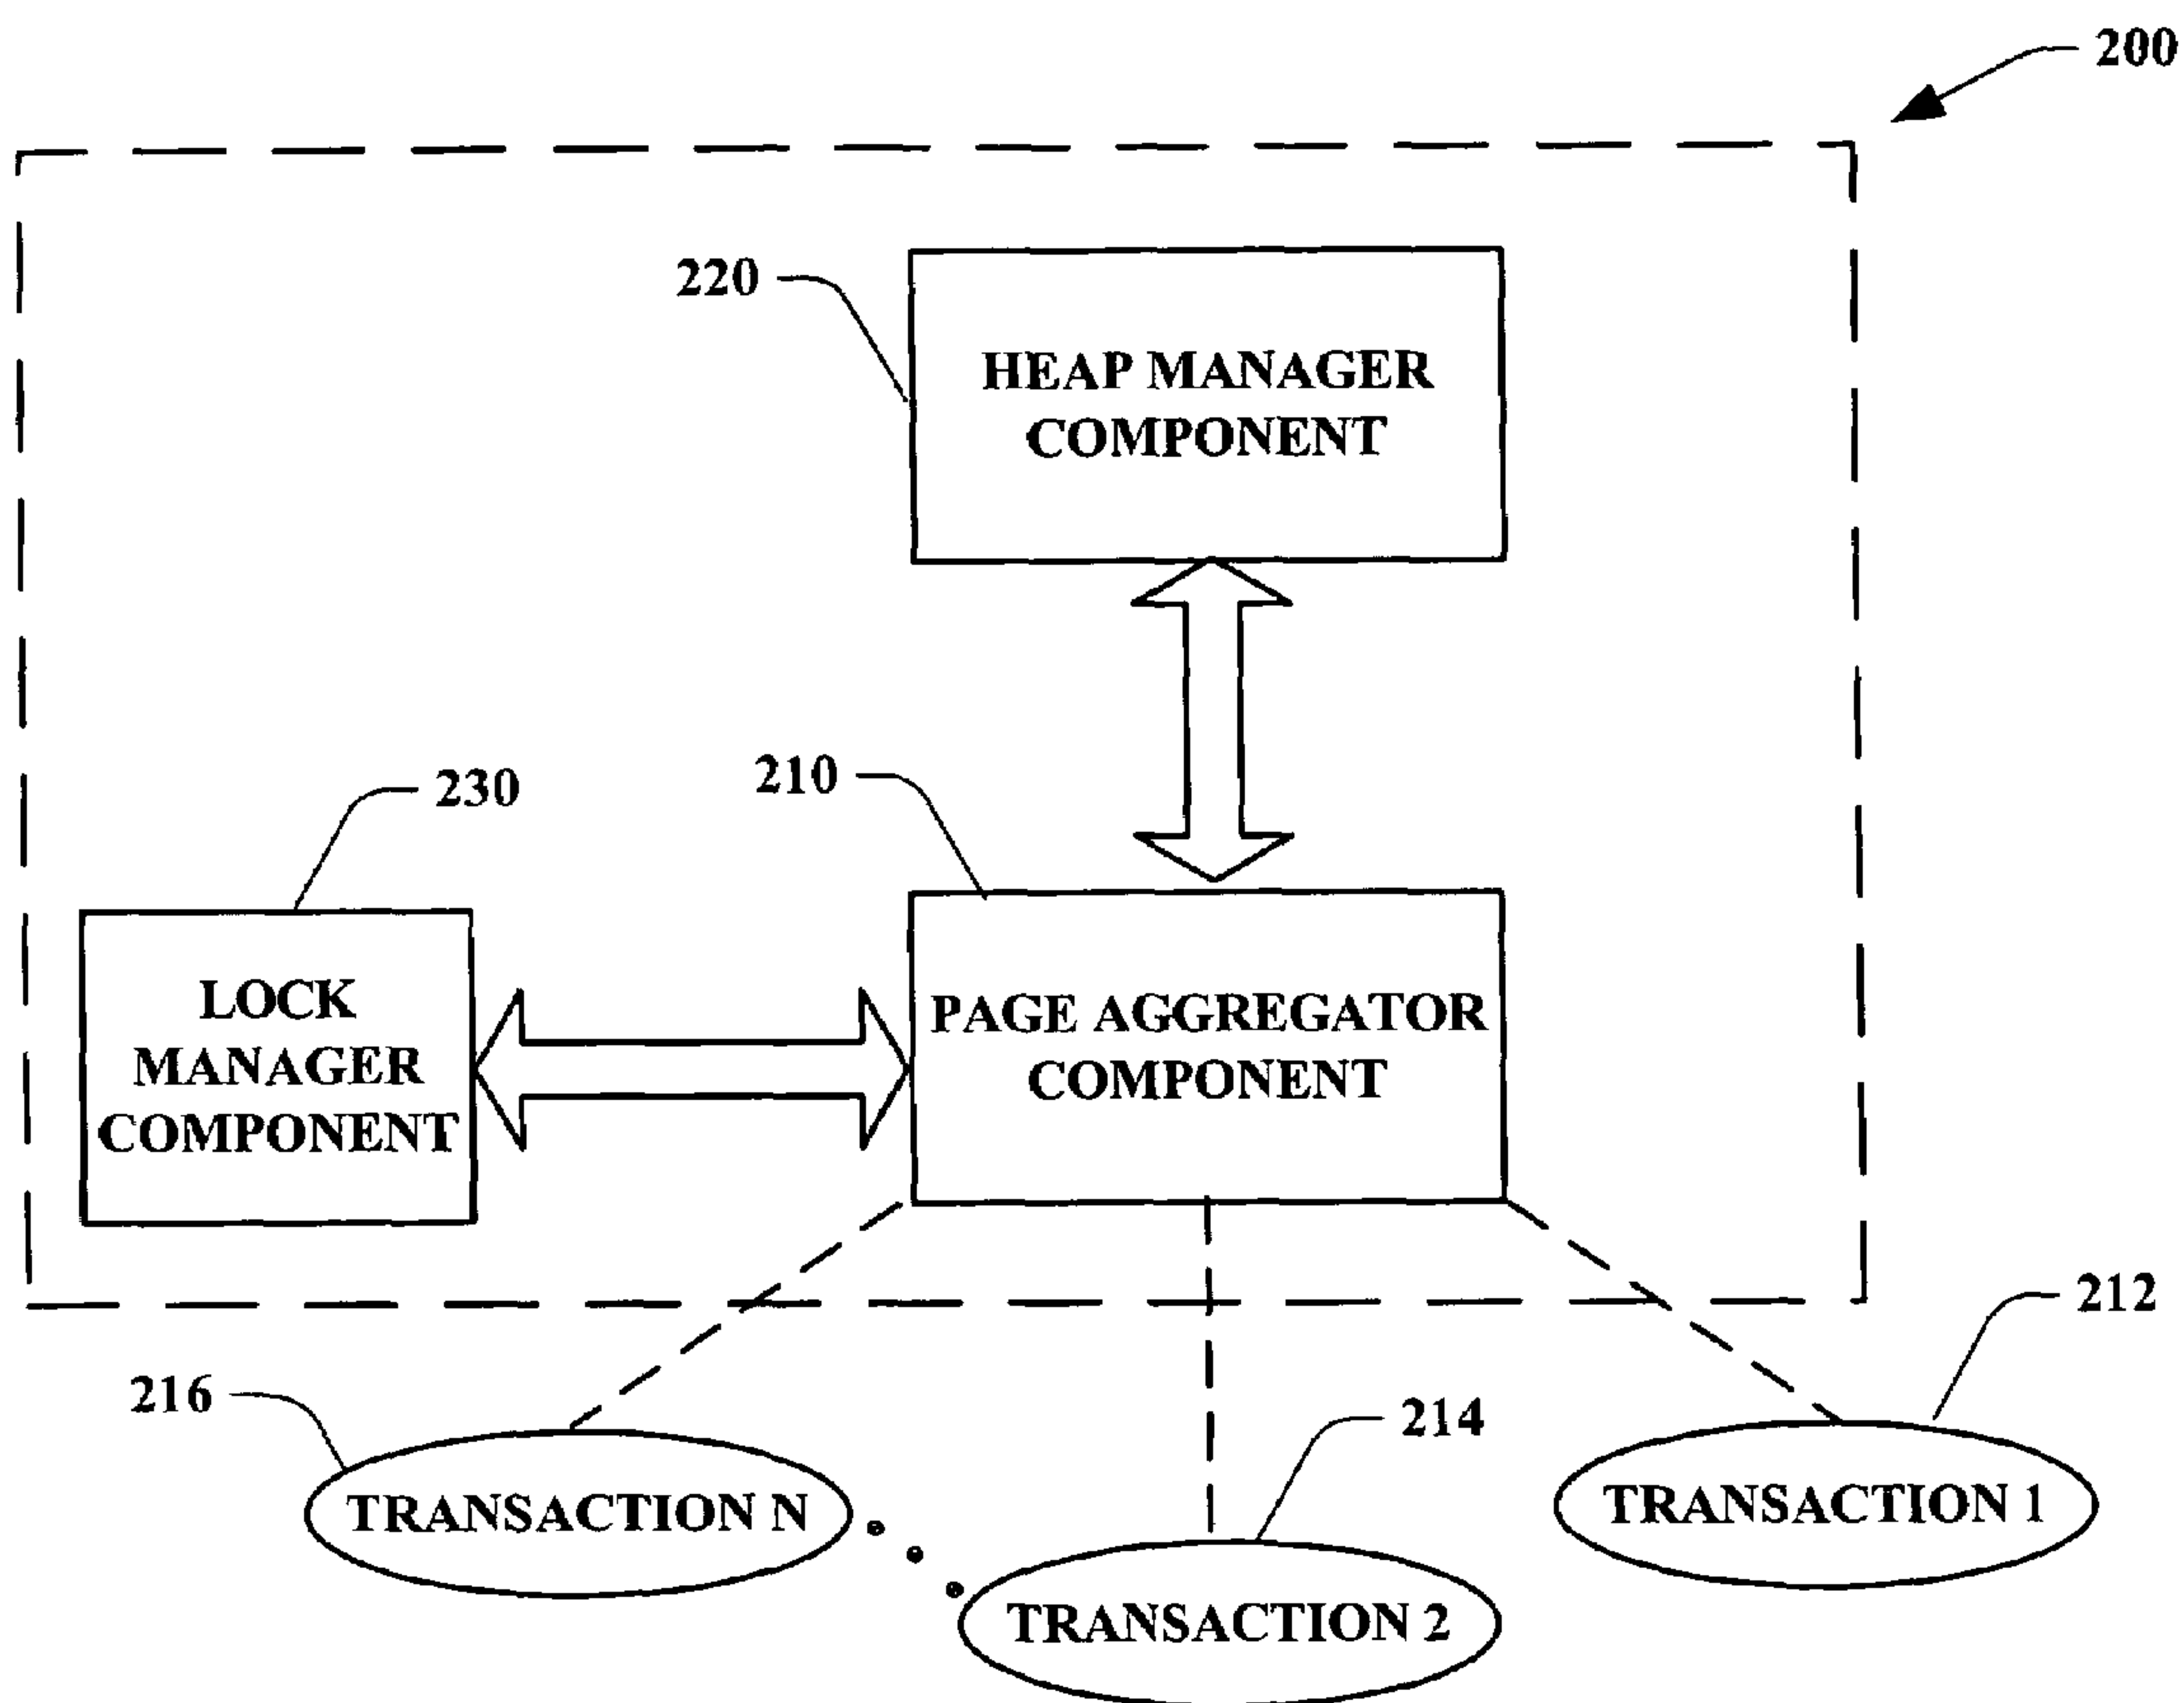 200
220
HEAP MANAGER
COMPONENT
210
230
LOCK
MANAGER
COMPONENT
PAGE AGGREGATOR
COMPONENT
212
216
214
TRANSACTION N
TRANSACTION 1
TRANSACTION 2